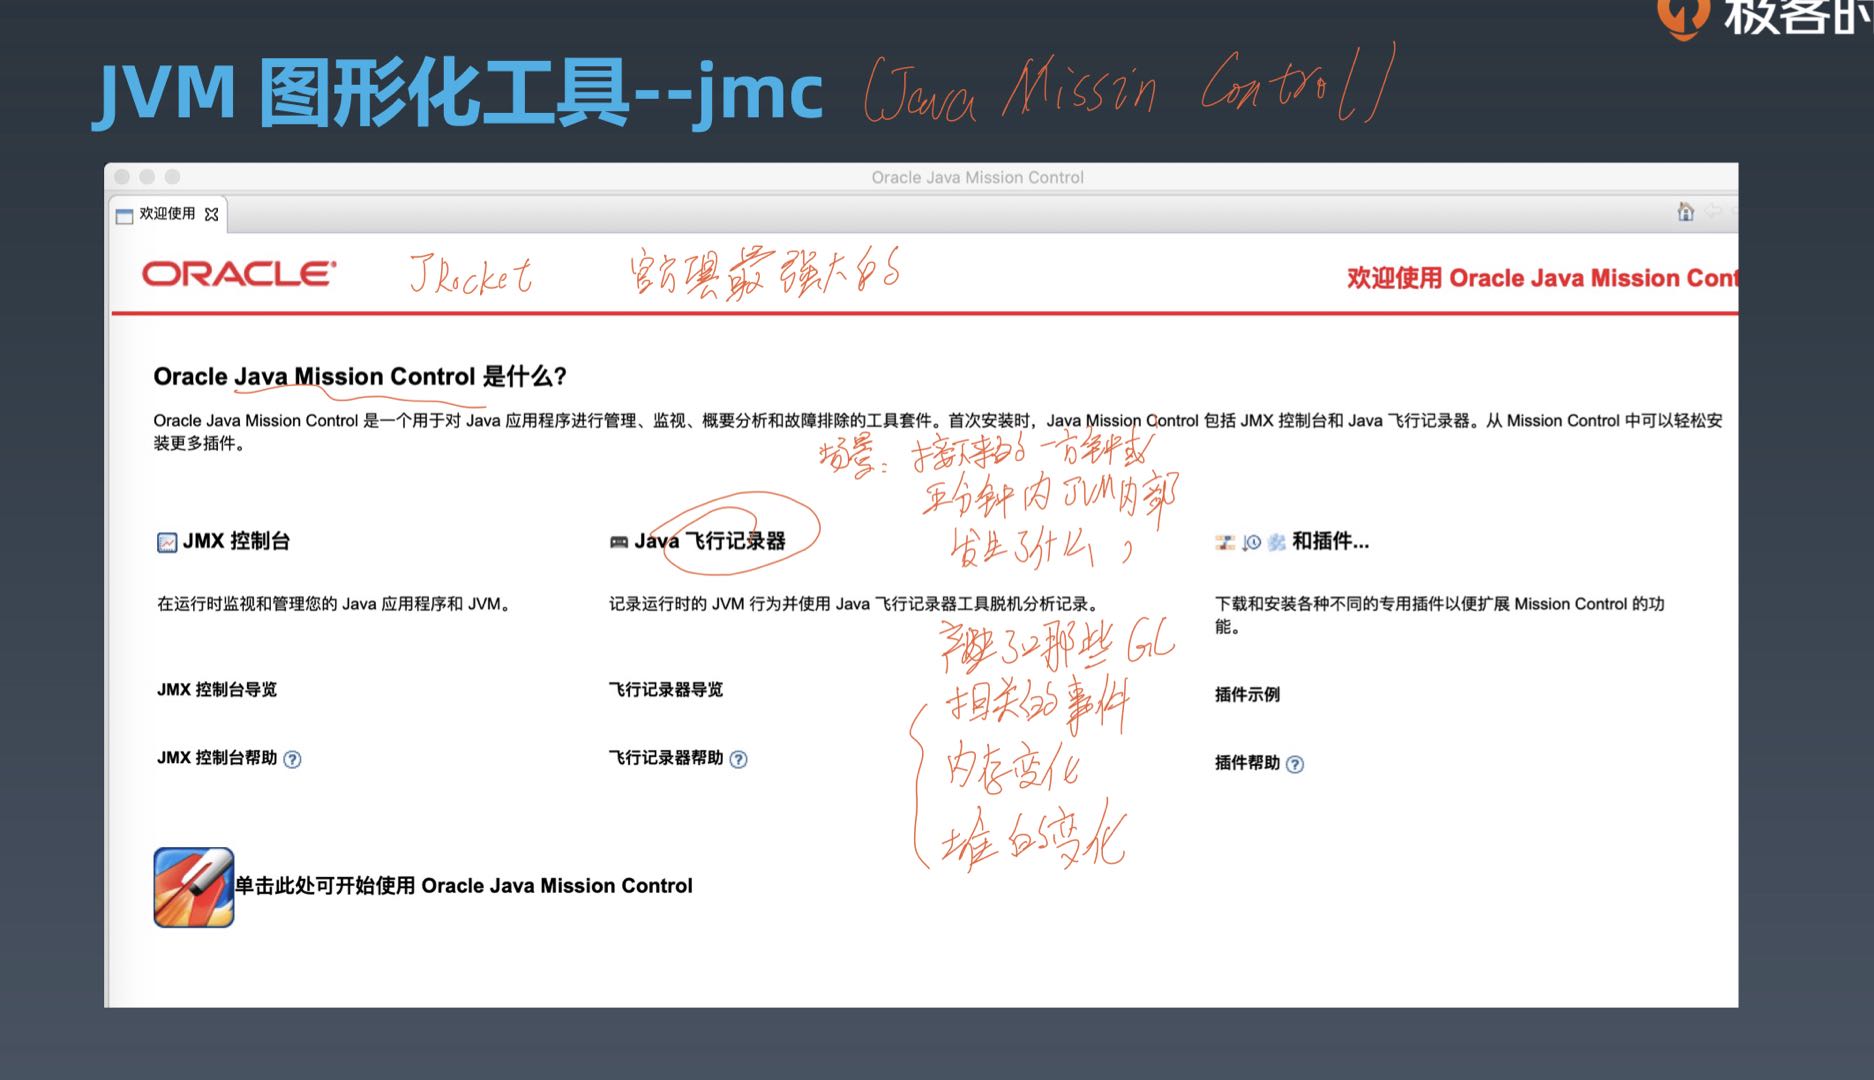 极客时
JVM 图形化工具--jmc (Java Missin Control)
Oracle Java Mission Control
欢迎使用
ORACLE JRocket 官方 最强大的 欢迎使用 Oracle Java Mission Cont
Oracle Java Mission Control 是什么?
Oracle Java Mission Control 是一个用于对 Java 应用程序进行管理、监视、概要分析和故障排除的工具套件。首次安装时，Java Mission Control 包括 JMX 控制台和 Java 飞行记录器。从 Mission Control 中可以轻松安
装更多插件。
场景: 接下来的一分钟或
五分钟内 JVM内部
发生了什么,
JMX 控制台 Java 飞行记录器 和插件...
在运行时监视和管理您的 Java 应用程序和 JVM。 记录运行时的 JVM 行为并使用 Java 飞行记录器工具脱机分析记录。 下载和安装各种不同的专用插件以便扩展 Mission Control 的功
能。
了 那些 GC
相关的事件
内存变化
堆的变化
JMX 控制台导览 飞行记录器导览 插件示例
JMX 控制台帮助 ? 飞行记录器帮助 ? 插件帮助 ?
单击此处可开始使用 Oracle Java Mission Control